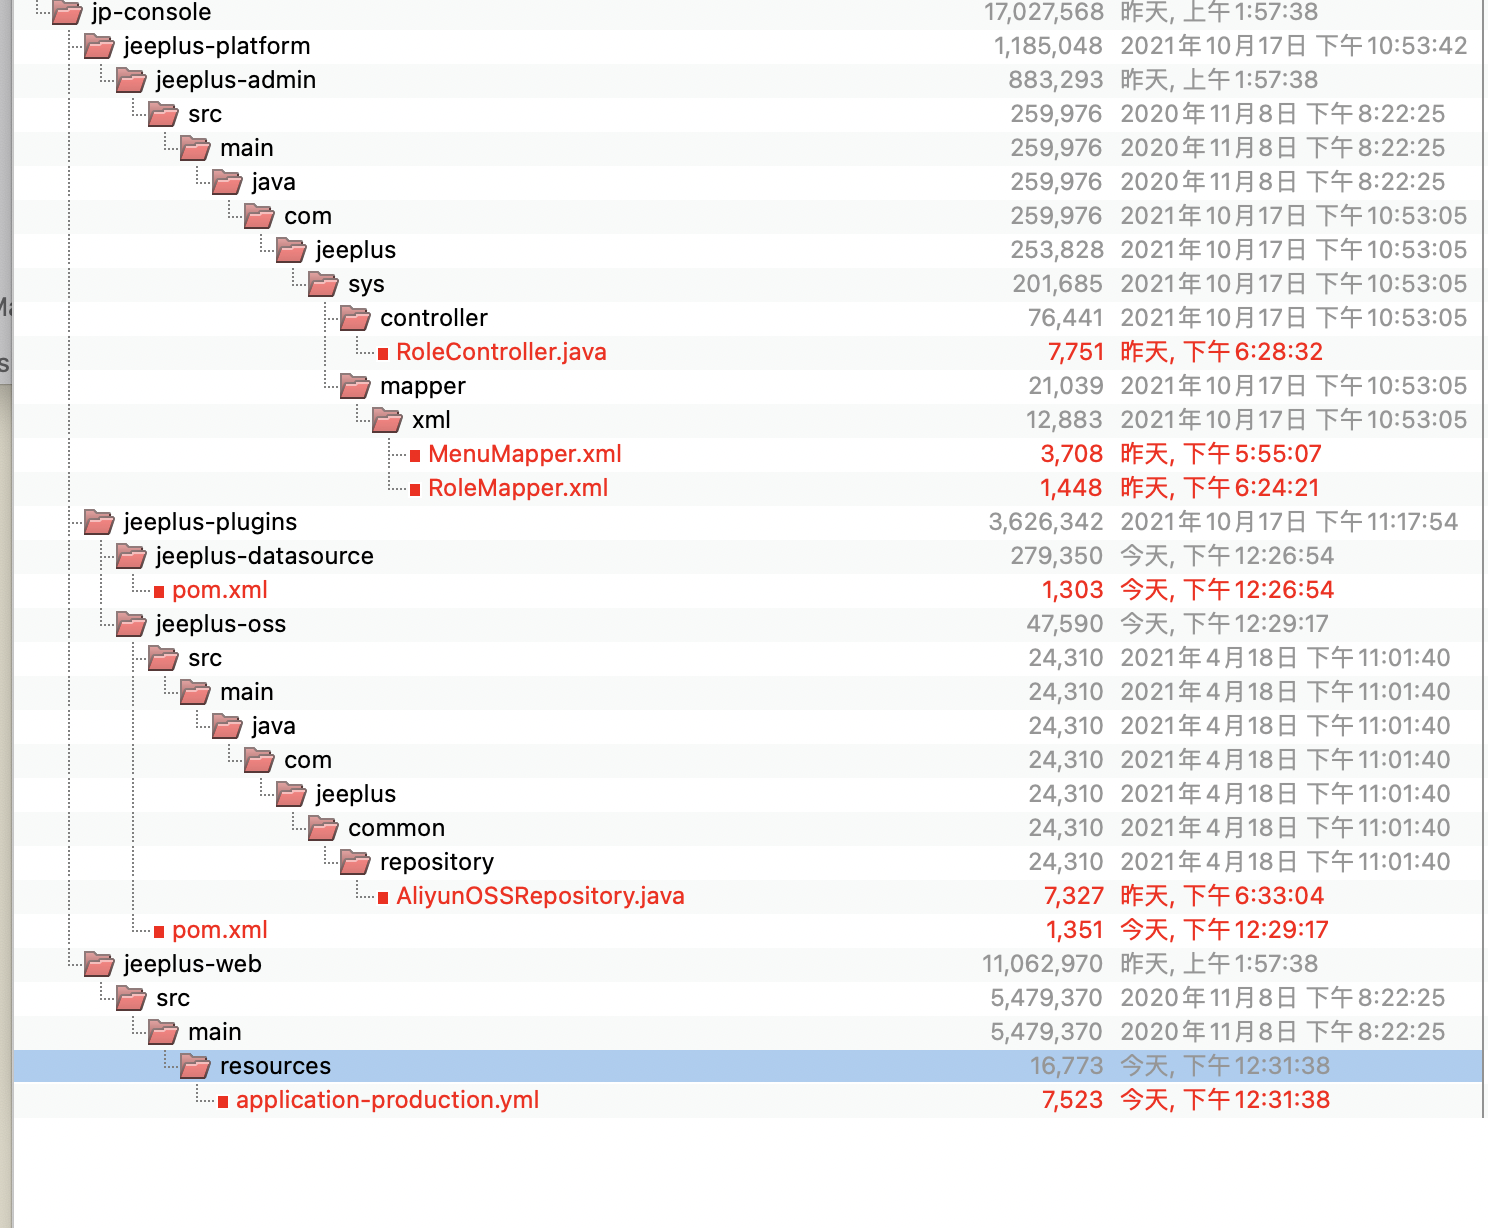 jp-console 17,027,568 昨天, 上午1:57:38
jeeplus-platform 1,185,048 2021年10月17日 下午10:53:42
jeeplus-admin 883,293 昨天, 上午1:57:38
src 259,976 2020年11月8日 下午8:22:25
main 259,976 2020年11月8日 下午8:22:25
java 259,976 2020年11月8日 下午8:22:25
com 259,976 2021年10月17日 下午10:53:05
jeeplus 253,828 2021年10月17日 下午10:53:05
sys 201,685 2021年10月17日 下午10:53:05
controller 76,441 2021年10月17日 下午10:53:05
RoleController.java 7,751 昨天, 下午6:28:32
mapper 21,039 2021年10月17日 下午10:53:05
xml 12,883 2021年10月17日 下午10:53:05
MenuMapper.xml 3,708 昨天, 下午5:55:07
RoleMapper.xml 1,448 昨天, 下午6:24:21
jeeplus-plugins 3,626,342 2021年10月17日 下午11:17:54
jeeplus-datasource 279,350 今天, 下午12:26:54
pom.xml 1,303 今天, 下午12:26:54
jeeplus-oss 47,590 今天, 下午12:29:17
src 24,310 2021年4月18日 下午11:01:40
main 24,310 2021年4月18日 下午11:01:40
java 24,310 2021年4月18日 下午11:01:40
com 24,310 2021年4月18日 下午11:01:40
jeeplus 24,310 2021年4月18日 下午11:01:40
common 24,310 2021年4月18日 下午11:01:40
repository 24,310 2021年4月18日 下午11:01:40
AliyunOSSRepository.java 7,327 昨天, 下午6:33:04
pom.xml 1,351 今天, 下午12:29:17
jeeplus-web 11,062,970 昨天, 上午1:57:38
src 5,479,370 2020年11月8日 下午8:22:25
main 5,479,370 2020年11月8日 下午8:22:25
resources 16,773 今天, 下午12:31:38
application-production.yml 7,523 今天, 下午12:31:38